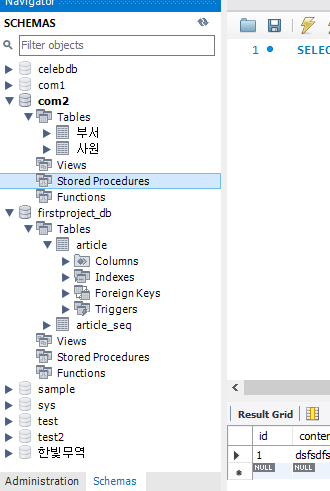 Navigator
SCHEMAS
Filter objects
celebdb
com1
com2
Tables
부서
사원
Views
Stored Procedures
Functions
firstproject_db
Tables
article
Columns
Indexes
Foreign Keys
Triggers
article_seq
Views
Stored Procedures
Functions
sample
sys
test
test2
한빛무역
Administration Schemas
1 SELEC
Result Grid
id conten
1 dsfsdfs
NULL NULL